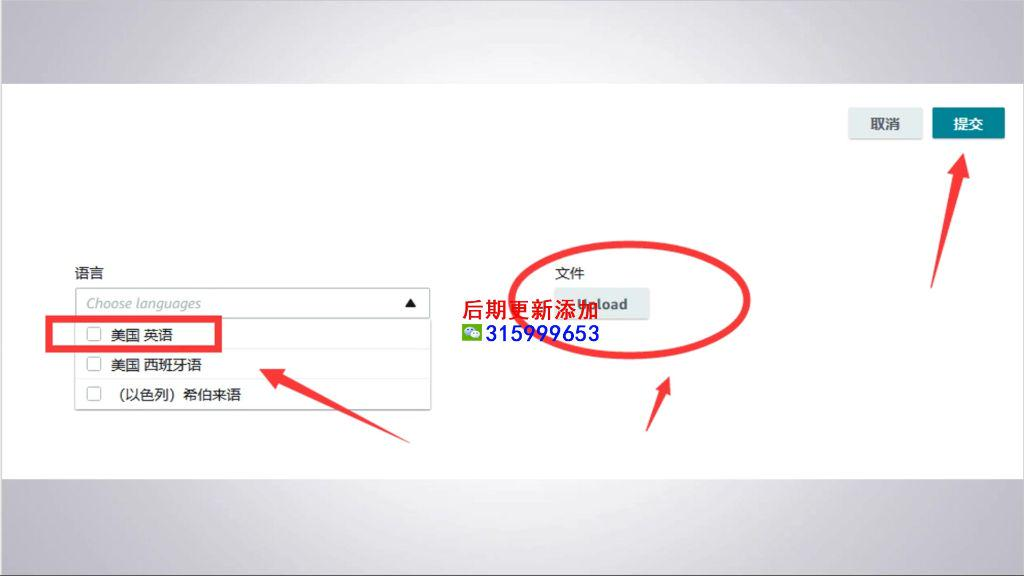 取消
提交
语言
Choose languages
美国 英语
美国 西班牙语
（以色列）希伯来语
文件
Upload
后期更新添加
315999653